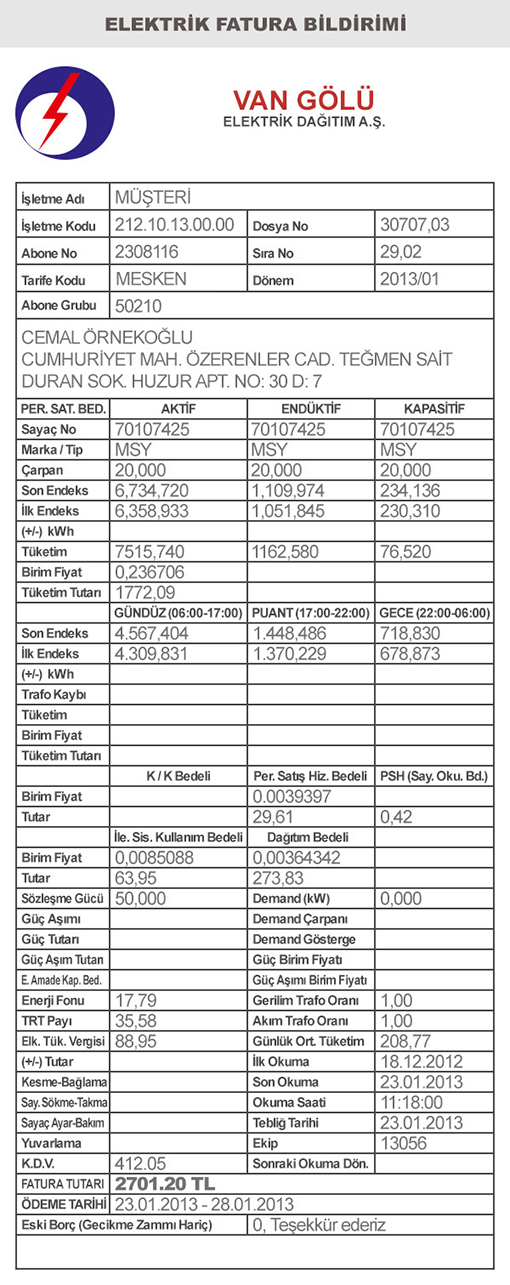 ELEKTRİK FATURA BİLDİRİMİ
VAN GÖLÜ
ELEKTRİK DAĞITIM A.Ş.
İşletme Adı MÜŞTERİ
İşletme Kodu 212.10.13.00.00 Dosya No 30707,03
Abone No 2308116 Sıra No 29,02
Tarife Kodu MESKEN Dönem 2013/01
Abone Grubu 50210
CEMAL ÖRNEKOĞLU
CUMHURİYET MAH. ÖZERENLER CAD. TEĞMEN SAİT
DURAN SOK. HUZUR APT. NO: 30 D: 7
PER. SAT. BED. AKTİF ENDÜKTİF KAPASİTİF
Sayaç No 70107425 70107425 70107425
Marka / Tip MSY MSY MSY
Çarpan 20,000 20,000 20,000
Son Endeks 6,734,720 1,109,974 234,136
İlk Endeks 6,358,933 1,051,845 230,310
(+/-) kWh
Tüketim 7515,740 1162,580 76,520
Birim Fiyat 0,236706
Tüketim Tutarı 1772,09
GÜNDÜZ (06:00-17:00) PUANT (17:00-22:00) GECE (22:00-06:00)
Son Endeks 4.567,404 1.448,486 718,830
İlk Endeks 4.309,831 1.370,229 678,873
(+/-) kWh
Trafo Kaybı
Tüketim
Birim Fiyat
Tüketim Tutarı
K / K Bedeli Per. Satış Hiz. Bedeli PSH (Say. Oku. Bd.)
Birim Fiyat 0.0039397
Tutar 29,61 0,42
İle. Sis. Kullanım Bedeli Dağıtım Bedeli
Birim Fiyat 0,0085088 0,00364342
Tutar 63,95 273,83
Sözleşme Gücü 50,000 Demand (kW) 0,000
Güç Aşımı Demand Çarpanı
Güç Tutarı Demand Gösterge
Güç Aşım Tutarı Güç Birim Fiyatı
E. Amade Kap. Bed. Güç Aşımı Birim Fiyatı
Enerji Fonu 17,79 Gerilim Trafo Oranı 1,00
TRT Payı 35,58 Akım Trafo Oranı 1,00
Elk. Tük. Vergisi 88,95 Günlük Ort. Tüketim 208,77
(+/-) Tutar İlk Okuma 18.12.2012
Kesme-Bağlama Son Okuma 23.01.2013
Say. Sökme-Takma Okuma Saati 11:18:00
Sayaç Ayar-Bakım Tebliğ Tarihi 23.01.2013
Yuvarlama Ekip 13056
K.D.V. 412.05 Sonraki Okuma Dön.
FATURA TUTARI 2701.20 TL
ÖDEME TARİHİ 23.01.2013 - 28.01.2013
Eski Borç (Gecikme Zammı Hariç) 0, Teşekkür ederiz